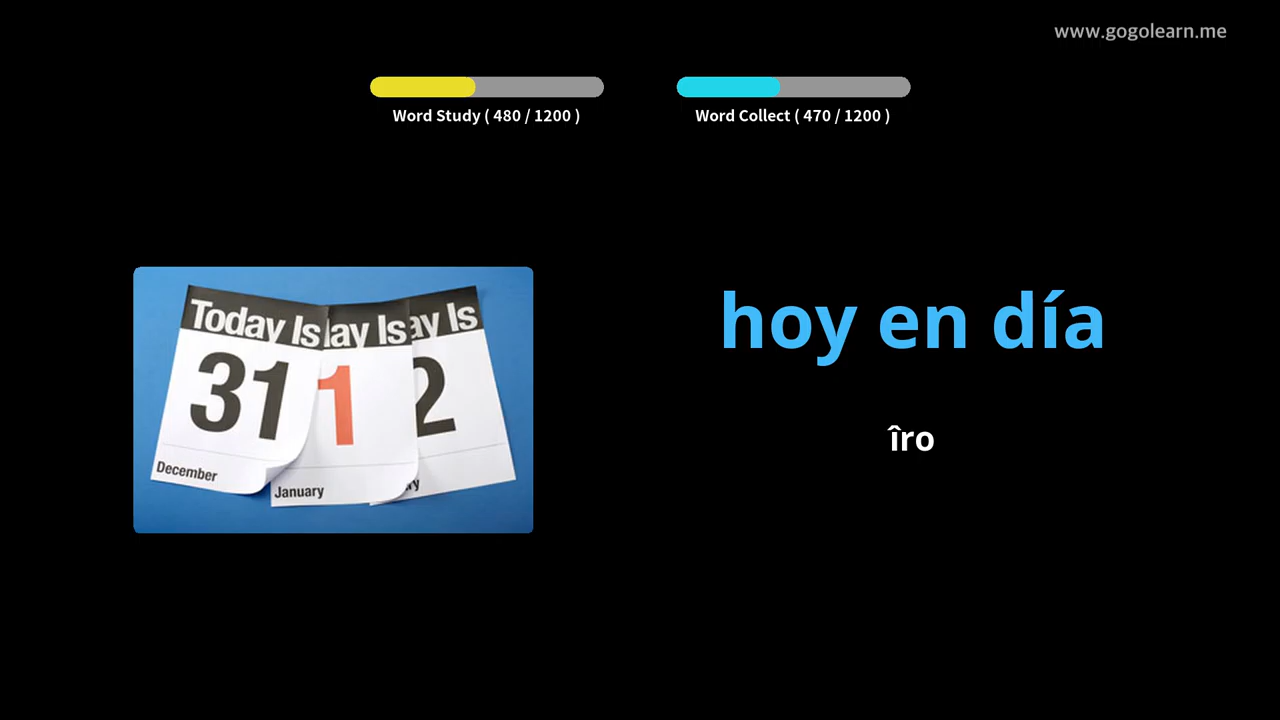 www.gogolearn.me
Word Study ( 480 / 1200 )
Word Collect ( 470 / 1200 )
Today Is
31
December
ay Is
1
January
ay Is
2
ry
hoy en día
îro